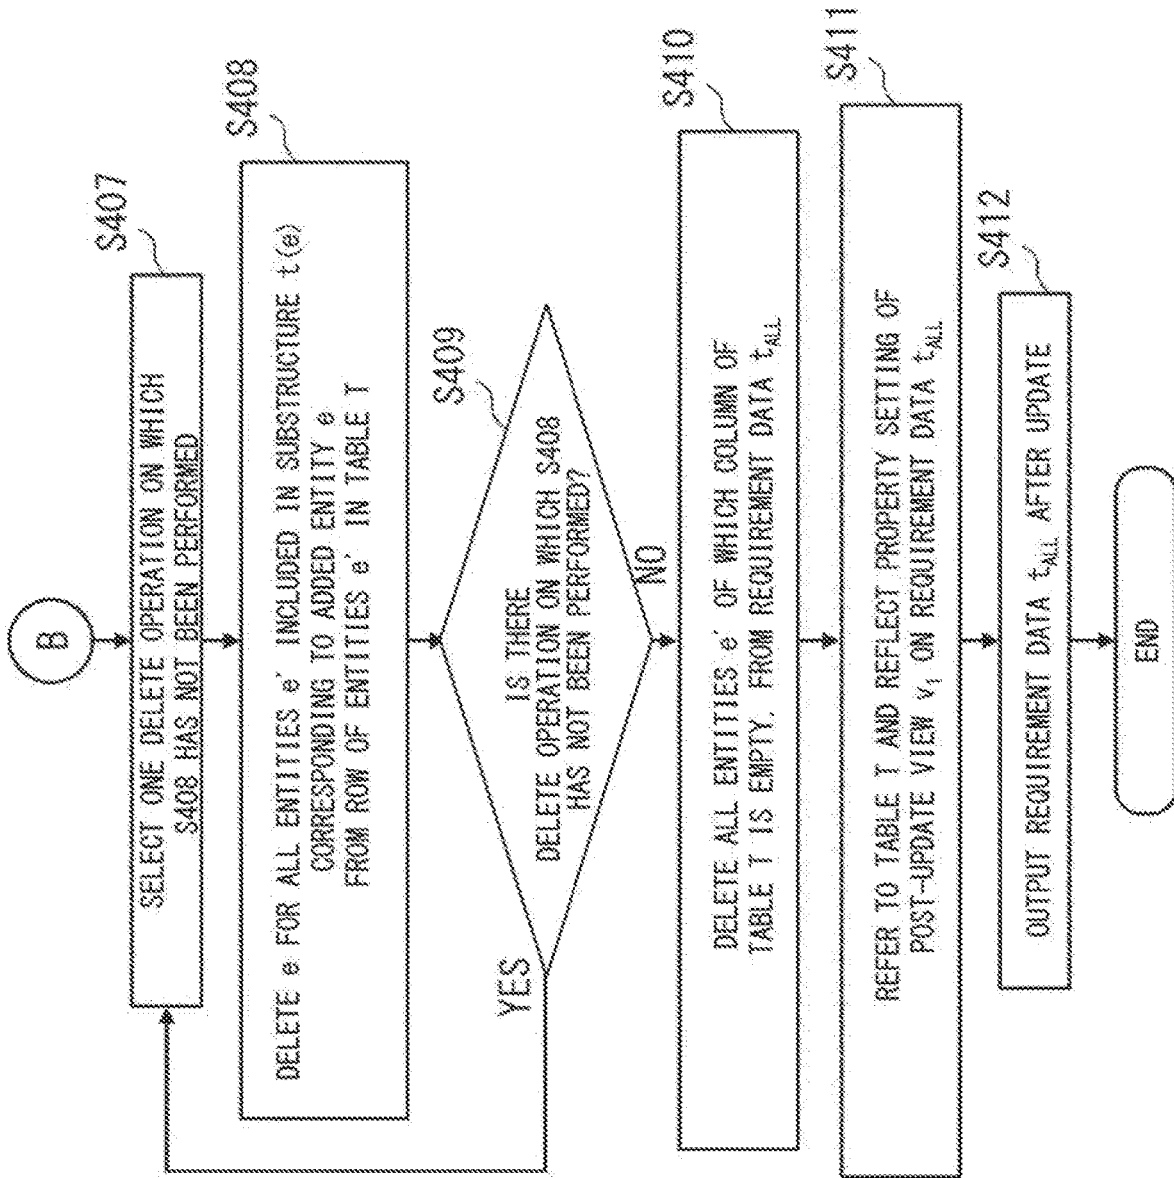 B
S407
SELECT ONE DELETE OPERATION ON WHICH
S408 HAS NOT BEEN PERFORMED
S408
DELETE e FOR ALL ENTITIES e' INCLUDED IN SUBSTRUCTURE t(e)
CORRESPONDING TO ADDED ENTITY e
FROM ROW OF ENTITIES e' IN TABLE T
S409
IS THERE
DELETE OPERATION ON WHICH S408
HAS NOT BEEN PERFORMED?
YES
NO
S410
DELETE ALL ENTITIES e' OF WHICH COLUMN OF
TABLE T IS EMPTY, FROM REQUIREMENT DATA tALL
S411
REFER TO TABLE T AND REFLECT PROPERTY SETTING OF
POST-UPDATE VIEW v1 ON REQUIREMENT DATA tALL
S412
OUTPUT REQUIREMENT DATA tALL AFTER UPDATE
END